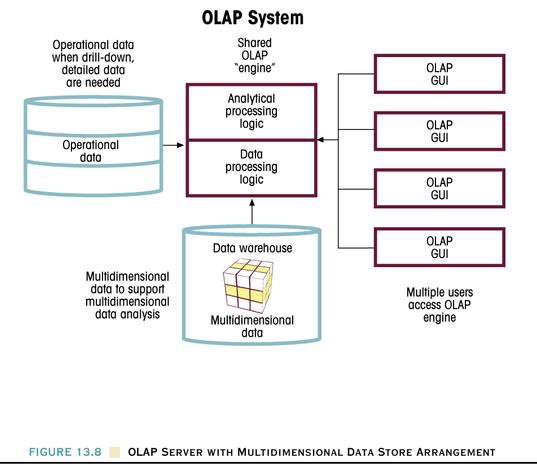 OLAP System
Operational data
when drill-down,
detailed data
are needed
Operational
data
Shared
OLAP
"engine"
Analytical
processing
logic
Data
processing
logic
OLAP
GUI
OLAP
GUI
OLAP
GUI
OLAP
GUI
Multiple users
access OLAP
engine
Multidimensional
data to support
multidimensional
data analysis
Data warehouse
Multidimensional
data
FIGURE 13.8 OLAP SERVER WITH MULTIDIMENSIONAL DATA STORE ARRANGEMENT